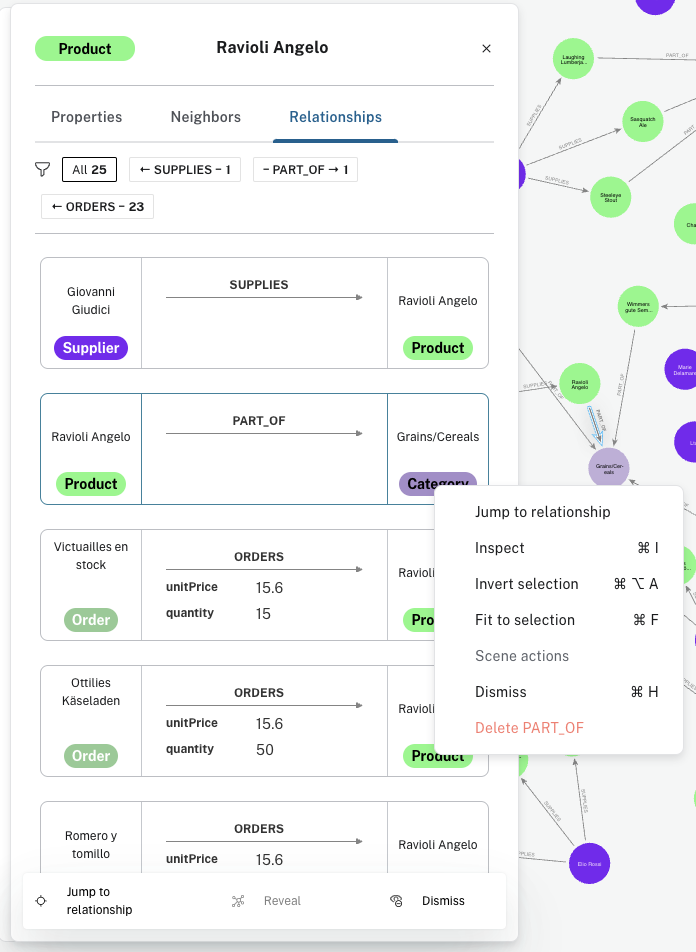 Product
Ravioli Angelo
Properties
Neighbors
Relationships
All 25
← SUPPLIES – 1
– PART_OF → 1
← ORDERS – 23
Giovanni
Giudici
Supplier
SUPPLIES
Ravioli Angelo
Product
Ravioli Angelo
Product
PART_OF
Grains/Cereals
Category
Victuailles en
stock
Order
ORDERS
unitPrice 15.6
quantity 15
Ravioli
Pro
Ottilies
Käseladen
Order
ORDERS
unitPrice 15.6
quantity 50
Ravioli
Product
Romero y
tomillo
ORDERS
unitPrice 15.6
Ravioli Angelo
Jump to
relationship
Reveal
Dismiss
Jump to relationship
Inspect ⌘ I
Invert selection ⌘ ⌥ A
Fit to selection ⌘ F
Scene actions
Dismiss ⌘ H
Delete PART_OF
Laughing
Lumberja...
PART_OF
SUPPLIES
Sasquatch
Ale
SUPPLIES
PART
SUPPLIES
Steeleye
Stout
Cha
Wimmers
gute Sem...
PART_OF
Marie
Delamare
Ravioli
Angelo
SUPPLIES
PART_OF
Grains/Cer-
eals
SUPPLIES
SUPPLIES
Elio Rossi